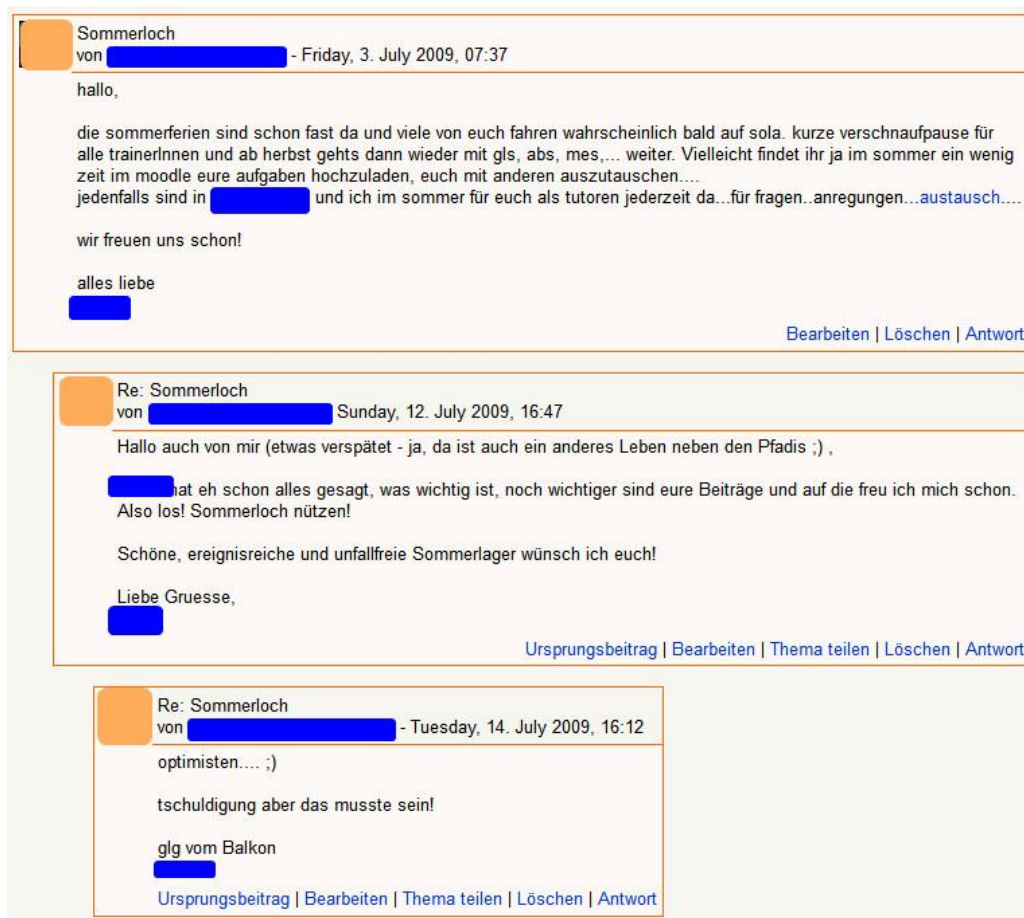 Sommerloch
von - Friday, 3. July 2009, 07:37
hallo,
die sommerferien sind schon fast da und viele von euch fahren wahrscheinlich bald auf sola. kurze verschnaufpause für
alle trainerInnen und ab herbst gehts dann wieder mit gls, abs, mes,... weiter. Vielleicht findet ihr ja im sommer ein wenig
zeit im moodle eure aufgaben hochzuladen, euch mit anderen auszutauschen....
jedenfalls sind in und ich im sommer für euch als tutoren jederzeit da...für fragen..anregungen...austausch....
wir freuen uns schon!
alles liebe
Bearbeiten | Löschen | Antwort
Re: Sommerloch
von Sunday, 12. July 2009, 16:47
Hallo auch von mir (etwas verspätet - ja, da ist auch ein anderes Leben neben den Pfadis ;) ,
hat eh schon alles gesagt, was wichtig ist, noch wichtiger sind eure Beiträge und auf die freu ich mich schon.
Also los! Sommerloch nützen!
Schöne, ereignisreiche und unfallfreie Sommerlager wünsch ich euch!
Liebe Gruesse,
Ursprungsbeitrag | Bearbeiten | Thema teilen | Löschen | Antwort
Re: Sommerloch
von - Tuesday, 14. July 2009, 16:12
optimisten.... ;)
tschuldigung aber das musste sein!
glg vom Balkon
Ursprungsbeitrag | Bearbeiten | Thema teilen | Löschen | Antwort